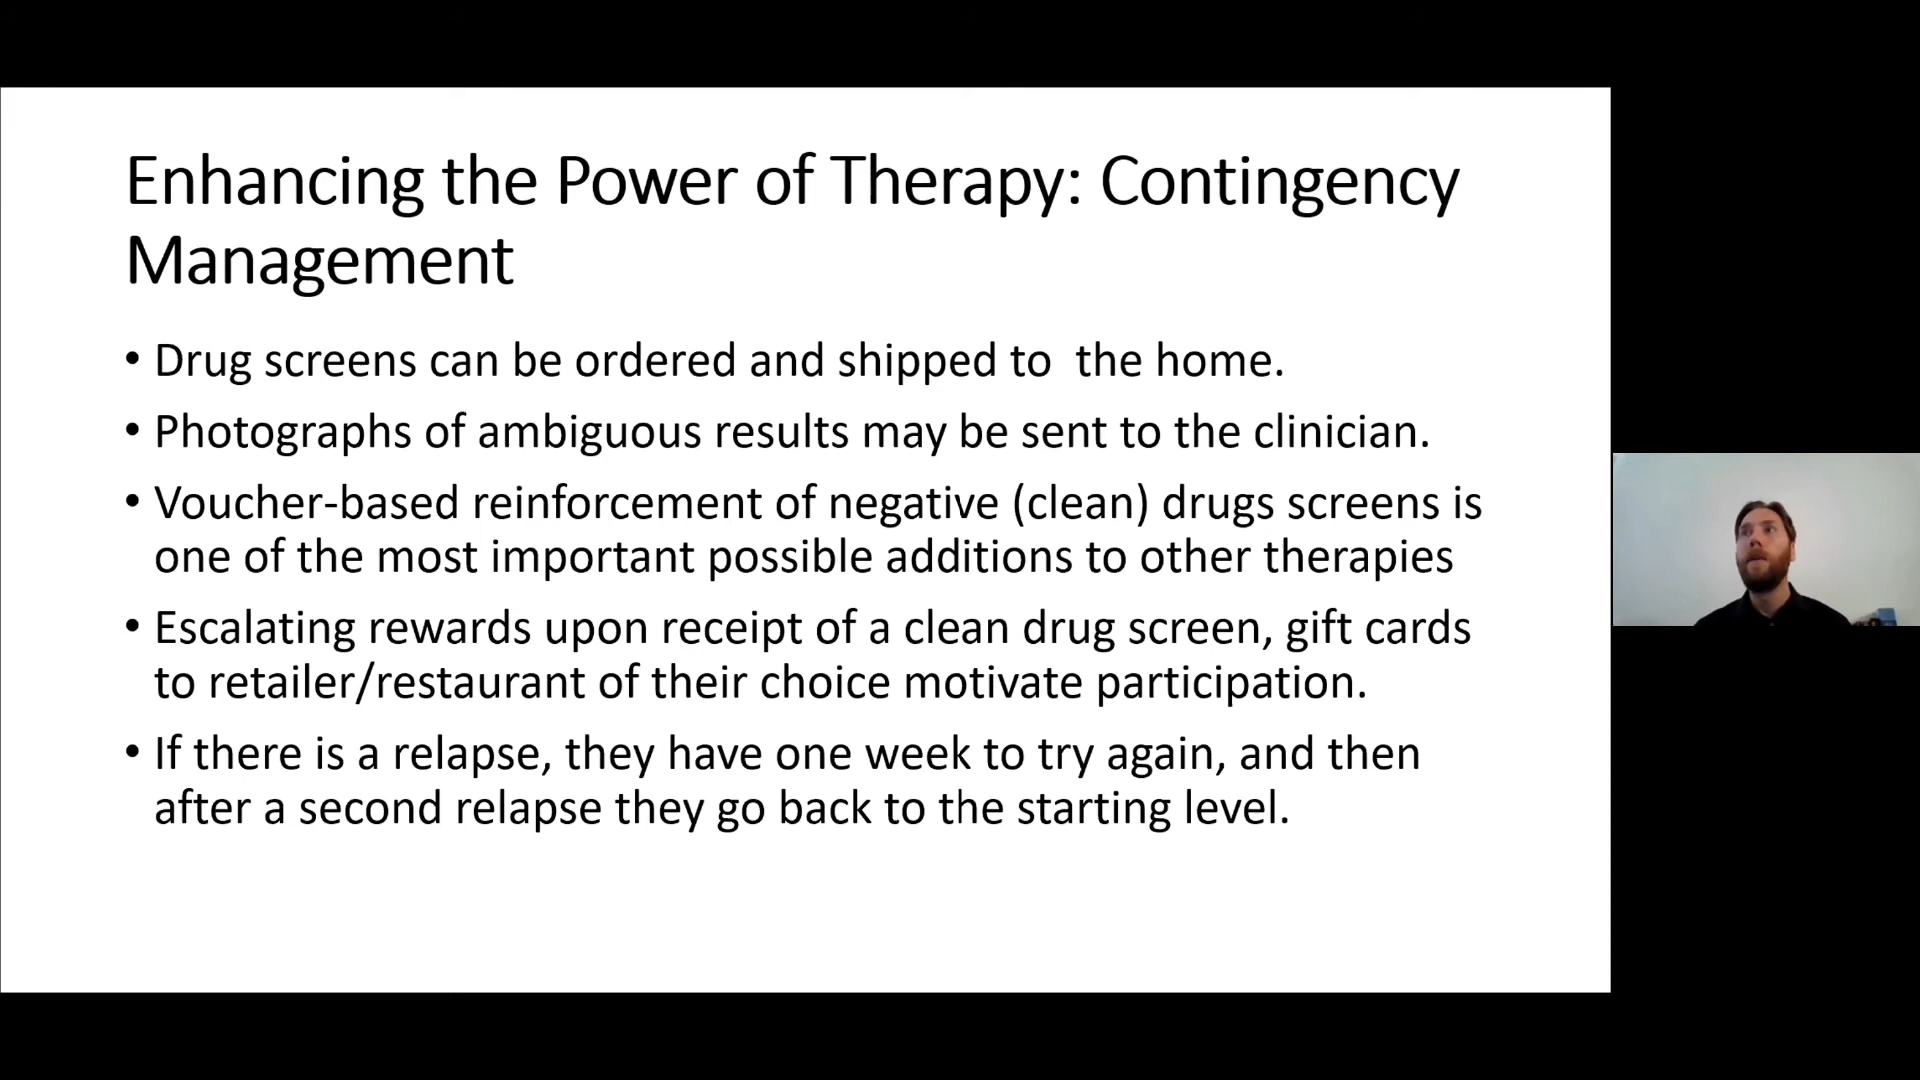 Enhancing the Power of Therapy: Contingency
Management
• Drug screens can be ordered and shipped to  the home.
• Photographs of ambiguous results may be sent to the clinician.
• Voucher-based reinforcement of negative (clean) drugs screens is
one of the most important possible additions to other therapies
• Escalating rewards upon receipt of a clean drug screen, gift cards
to retailer/restaurant of their choice motivate participation.
• If there is a relapse, they have one week to try again, and then
after a second relapse they go back to the starting level.